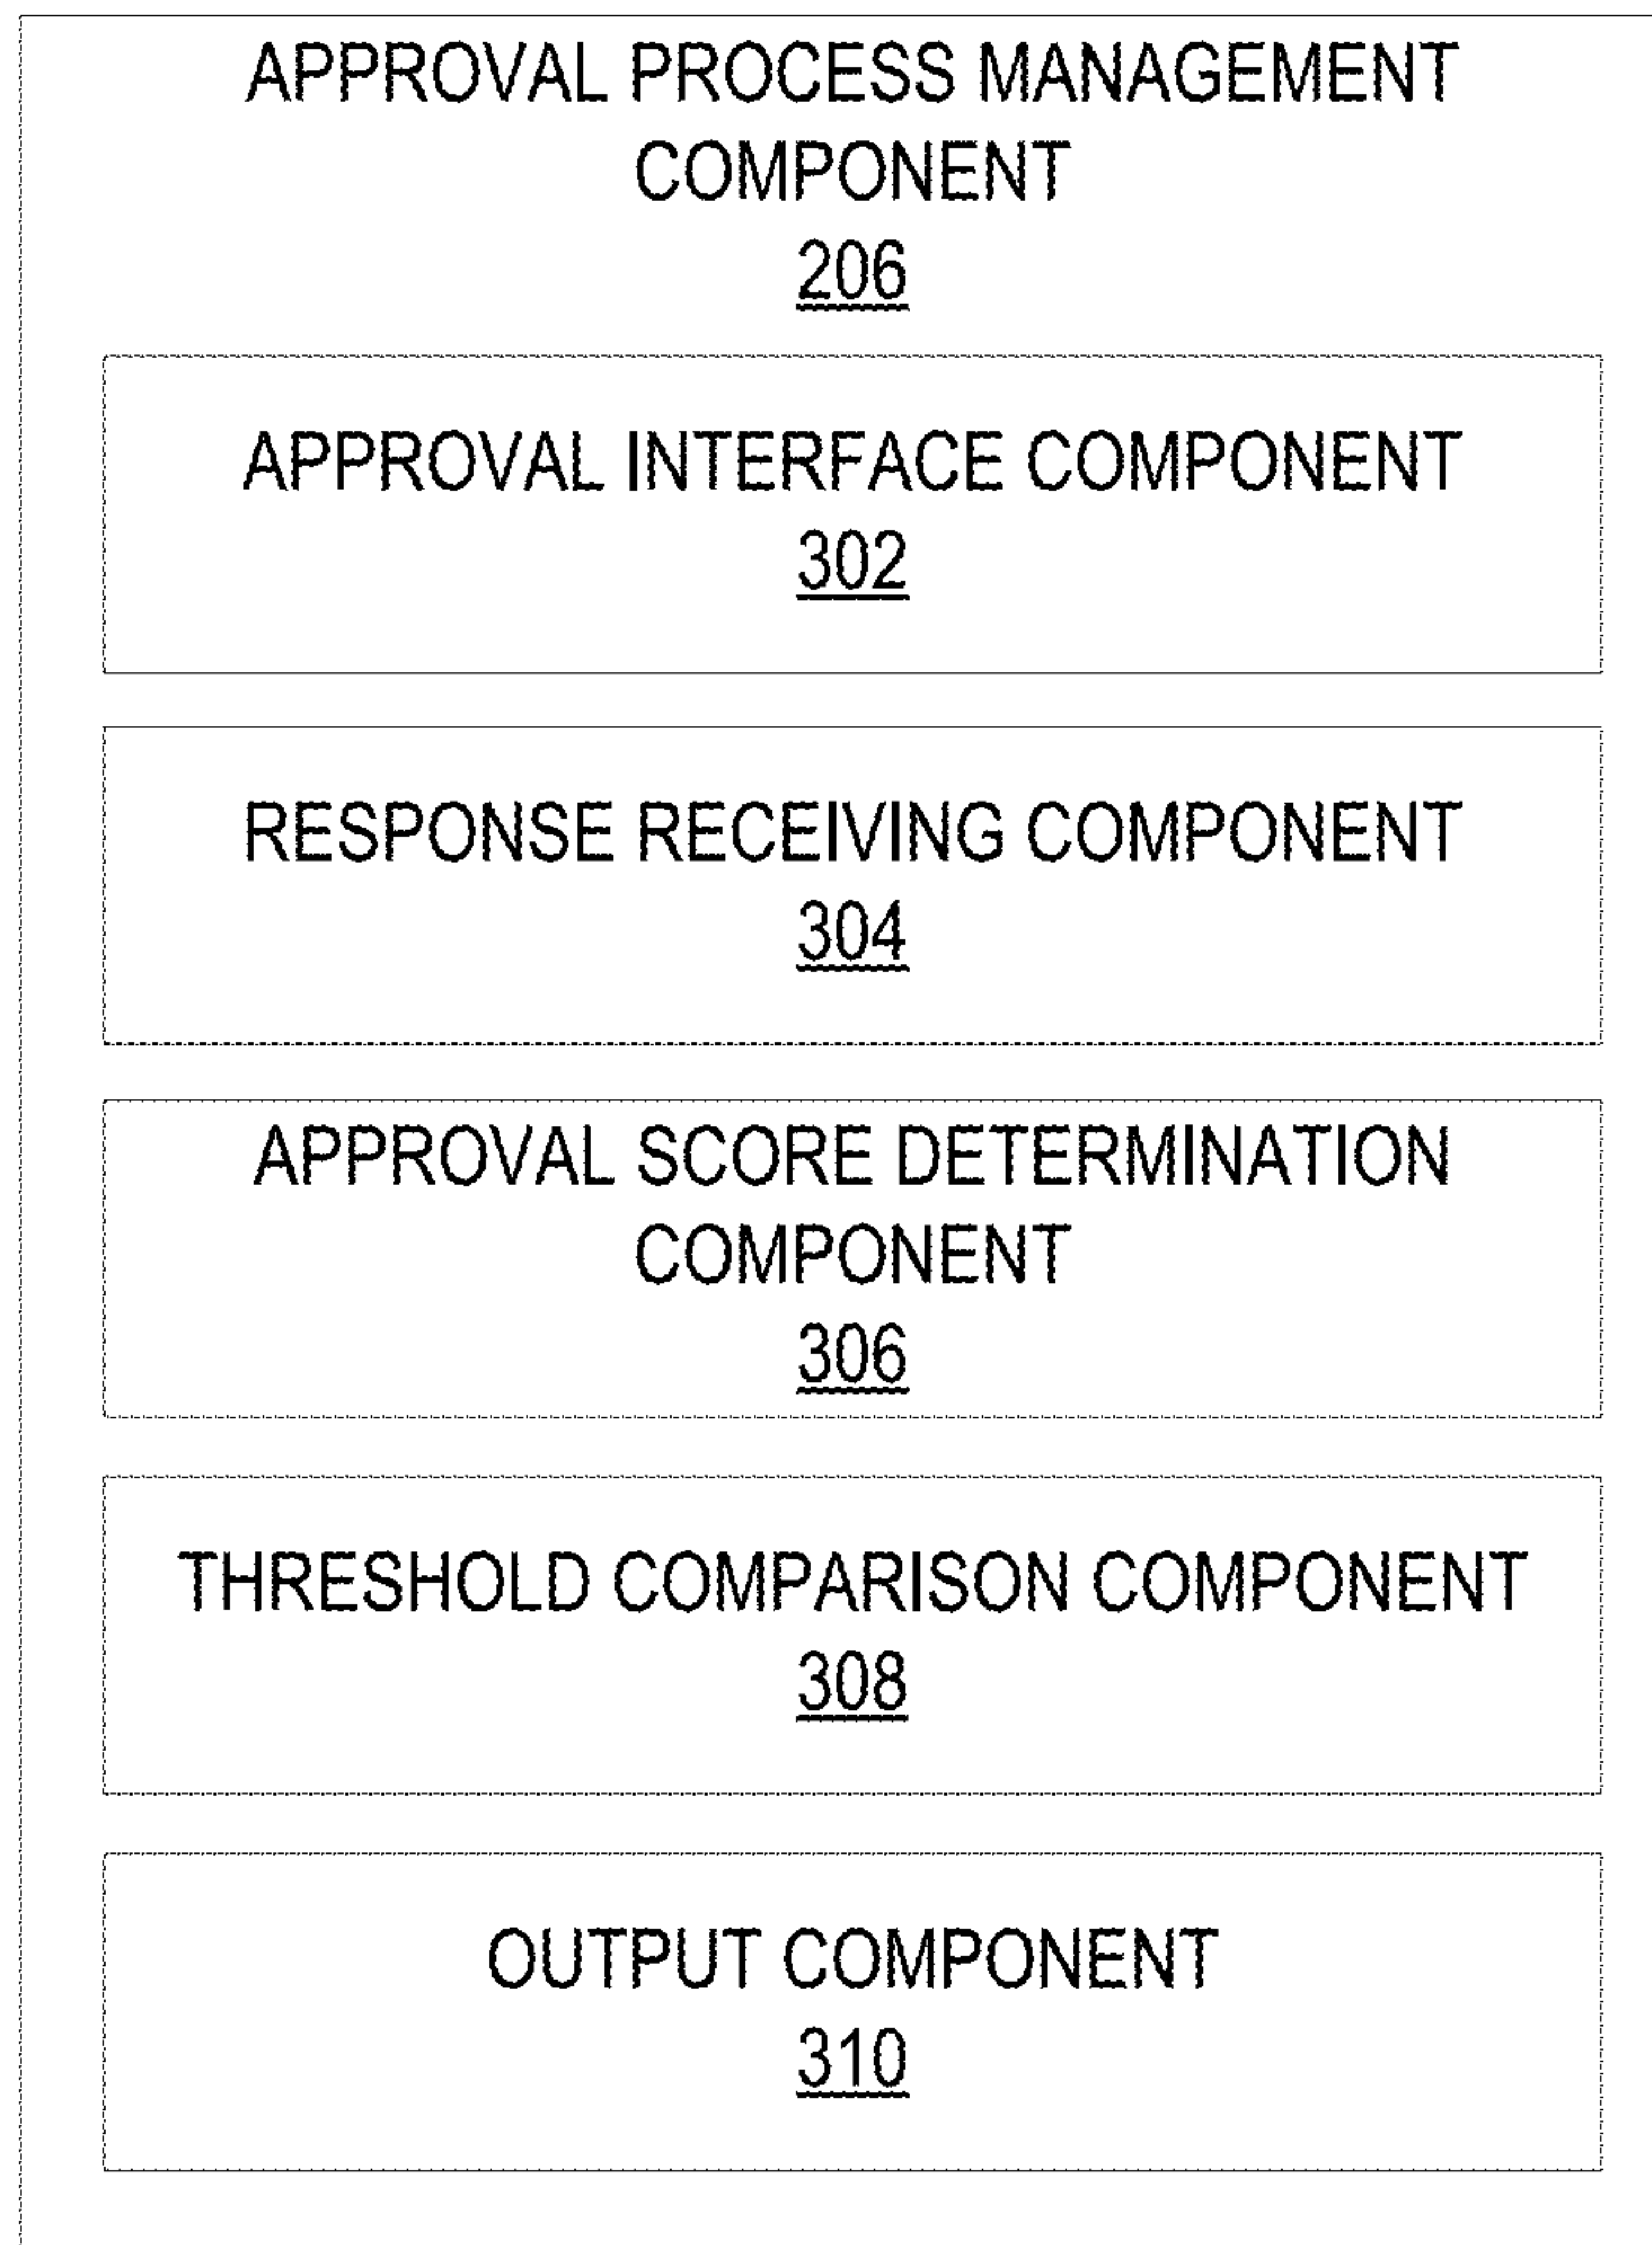 APPROVAL PROCESS MANAGEMENT
COMPONENT
206
APPROVAL INTERFACE COMPONENT
302
RESPONSE RECEIVING COMPONENT
304
APPROVAL SCORE DETERMINATION
COMPONENT
306
THRESHOLD COMPARISON COMPONENT
308
OUTPUT COMPONENT
310